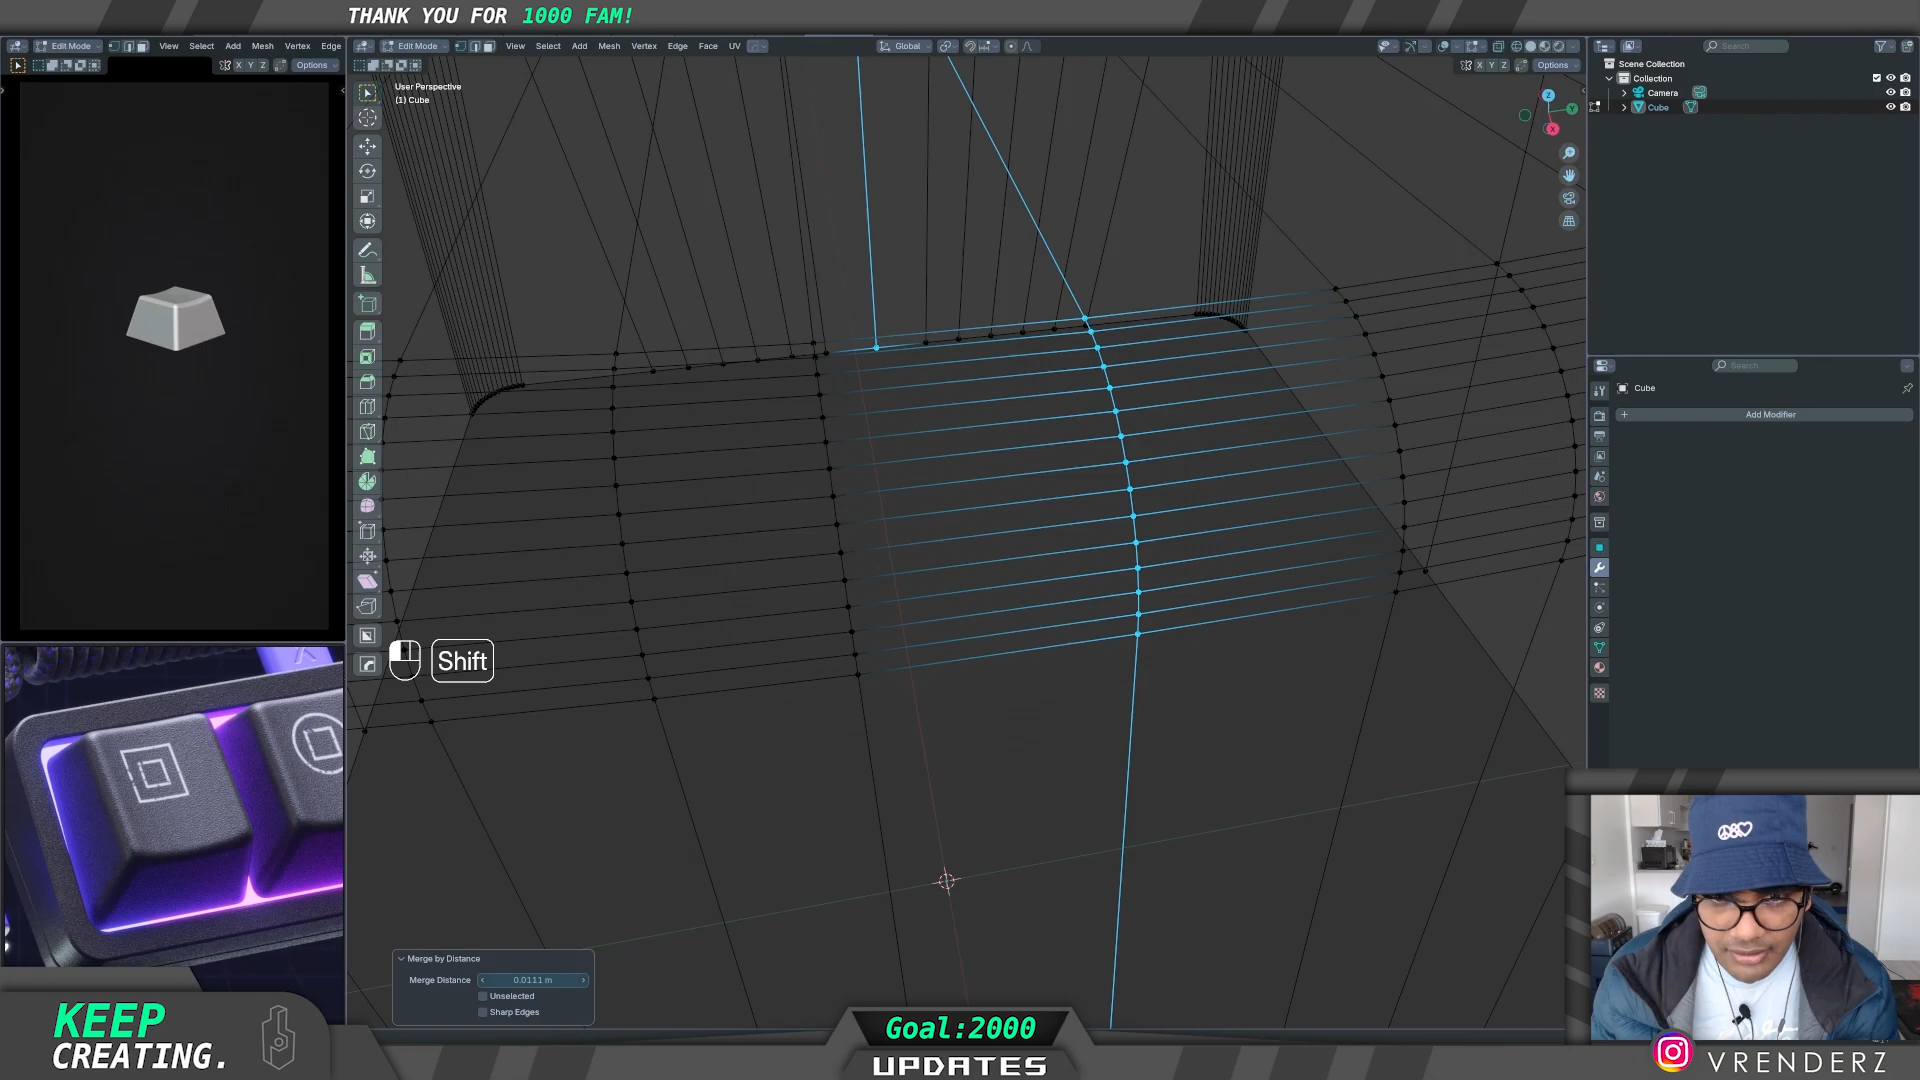 THANK YOU FOR 1000 FAM!
Edit Mode
View
Select
Add
Mesh
Vertex
Edge
X Y Z
Options
Edit Mode
View
Select
Add
Mesh
Vertex
Edge
Face
UV
Global
X Y Z
Options
User Perspective
(1) Cube
Z
Y
X
Search
Scene Collection
Collection
Camera
Cube
Search
Cube
Add Modifier
Shift
Merge by Distance
Merge Distance
0.0111 m
Unselected
Sharp Edges
KEEP
CREATING.
Goal:2000
UPDATES
VRENDERZ